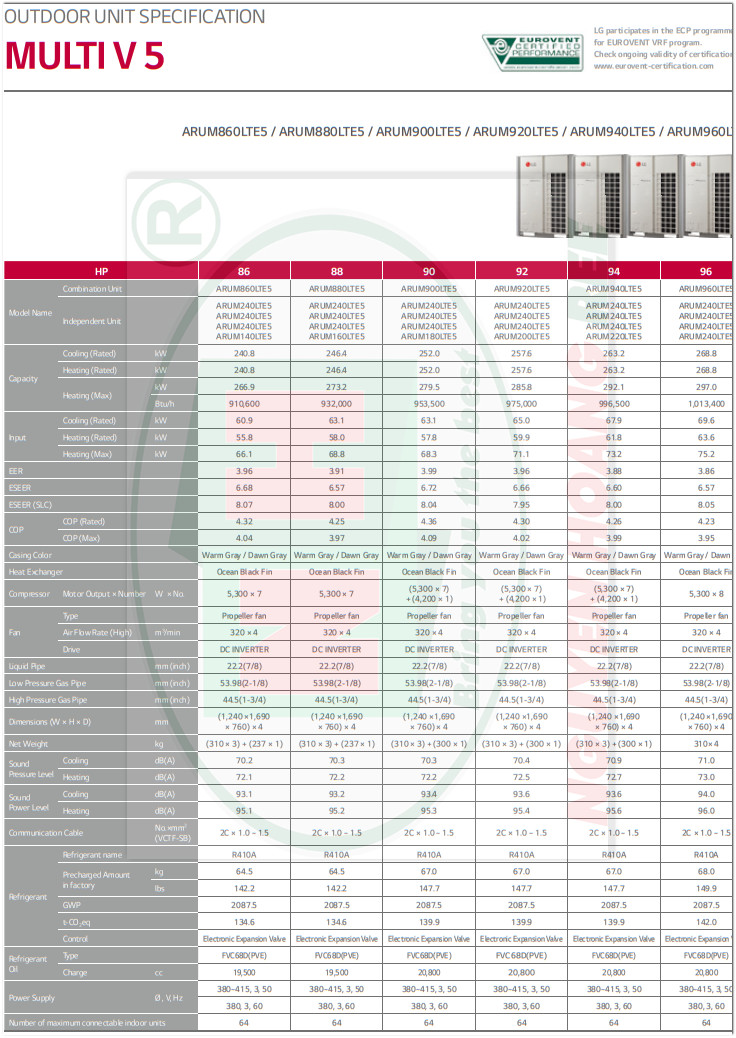 OUTDOOR UNIT SPECIFICATION
MULTI V 5
EUROVENT
CERTIFIED
PERFORMANCE
www.eurovent-certification.com
LG participates in the ECP programme
for EUROVENT VRF program.
Check ongoing validity of certification
www.eurovent-certification.com
ARUM860LTE5 / ARUM880LTE5 / ARUM900LTE5 / ARUM920LTE5 / ARUM940LTE5 / ARUM960L
HP 86 88 90 92 94 96
Model Name
Combination Unit ARUM860LTE5 ARUM880LTE5 ARUM900LTE5 ARUM920LTE5 ARUM940LTE5 ARUM960LTE5
Independent Unit
ARUM240LTE5 ARUM240LTE5 ARUM240LTE5 ARUM240LTE5 ARUM240LTE5 ARUM240LTE5
ARUM240LTE5 ARUM240LTE5 ARUM240LTE5 ARUM240LTE5 ARUM240LTE5 ARUM240LTE5
ARUM240LTE5 ARUM240LTE5 ARUM240LTE5 ARUM240LTE5 ARUM240LTE5 ARUM240LTE5
ARUM140LTE5 ARUM160LTE5 ARUM180LTE5 ARUM200LTE5 ARUM220LTE5 ARUM240LTE5
Capacity
Cooling (Rated) kW 240.8 246.4 252.0 257.6 263.2 268.8
Heating (Rated) kW 240.8 246.4 252.0 257.6 263.2 268.8
Heating (Max)
kW 266.9 273.2 279.5 285.8 292.1 297.0
Btu/h 910,600 932,000 953,500 975,000 996,500 1,013,400
Input
Cooling (Rated) kW 60.9 63.1 63.1 65.0 67.9 69.6
Heating (Rated) kW 55.8 58.0 57.8 59.9 61.8 63.6
Heating (Max) kW 66.1 68.8 68.3 71.1 73.2 75.2
EER 3.96 3.91 3.99 3.96 3.88 3.86
ESEER 6.68 6.57 6.72 6.66 6.60 6.57
ESEER (SLC) 8.07 8.00 8.04 7.95 8.00 8.05
COP
COP (Rated) 4.32 4.25 4.36 4.30 4.26 4.23
COP (Max) 4.04 3.97 4.09 4.02 3.99 3.95
Casing Color Warm Gray / Dawn Gray Warm Gray / Dawn Gray Warm Gray / Dawn Gray Warm Gray / Dawn Gray Warm Gray / Dawn Gray Warm Gray / Dawn
Heat Exchanger Ocean Black Fin Ocean Black Fin Ocean Black Fin Ocean Black Fin Ocean Black Fin Ocean Black Fin
Compressor Motor Output × Number W × No. 5,300 × 7 5,300 × 7 (5,300 × 7) + (4,200 × 1) (5,300 × 7) + (4,200 × 1) (5,300 × 7) + (4,200 × 1) 5,300 × 8
Fan
Type Propeller fan Propeller fan Propeller fan Propeller fan Propeller fan Propeller fan
Air Flow Rate (High) m³/min 320 × 4 320 × 4 320 × 4 320 × 4 320 × 4 320 × 4
Drive DC INVERTER DC INVERTER DC INVERTER DC INVERTER DC INVERTER DC INVERTER
Liquid Pipe mm (inch) 22.2(7/8) 22.2(7/8) 22.2(7/8) 22.2(7/8) 22.2(7/8) 22.2(7/8)
Low Pressure Gas Pipe mm (inch) 53.98(2-1/8) 53.98(2-1/8) 53.98(2-1/8) 53.98(2-1/8) 53.98(2-1/8) 53.98(2-1/8)
High Pressure Gas Pipe mm (inch) 44.5(1-3/4) 44.5(1-3/4) 44.5(1-3/4) 44.5(1-3/4) 44.5(1-3/4) 44.5(1-3/4)
Dimensions (W × H × D) mm
(1,240 ×1,690 (1,240 ×1,690 (1,240 ×1,690 (1,240 ×1,690 (1,240 ×1,690 (1,240 ×1,690
× 760) × 4 × 760) × 4 × 760) × 4 × 760) × 4 × 760) × 4 × 760) × 4
Net Weight kg (310 × 3) + (237 × 1) (310 × 3) + (237 × 1) (310 × 3) + (300 × 1) (310 × 3) + (300 × 1) (310 × 3) + (300 × 1) 310×4
Sound
Pressure Level
Cooling dB(A) 70.2 70.3 70.3 70.4 70.9 71.0
Heating dB(A) 72.1 72.2 72.2 72.5 72.7 73.0
Sound
Power Level
Cooling dB(A) 93.1 93.2 93.4 93.6 93.6 94.0
Heating dB(A) 95.1 95.2 95.3 95.4 95.6 96.0
Communication Cable No.×mm² (VCTF-SB) 2C × 1.0 – 1.5 2C × 1.0 – 1.5 2C × 1.0 – 1.5 2C × 1.0 – 1.5 2C × 1.0 – 1.5 2C × 1.0 – 1.5
Refrigerant
Refrigerant name R410A R410A R410A R410A R410A R410A
Precharged Amount
in factory
kg 64.5 64.5 67.0 67.0 67.0 68.0
lbs 142.2 142.2 147.7 147.7 147.7 149.9
GWP 2087.5 2087.5 2087.5 2087.5 2087.5 2087.5
t-CO₂eq 134.6 134.6 139.9 139.9 139.9 142.0
Control Electronic Expansion Valve Electronic Expansion Valve Electronic Expansion Valve Electronic Expansion Valve Electronic Expansion Valve Electronic Expansion
Refrigerant
Oil
Type FVC68D(PVE) FVC68D(PVE) FVC68D(PVE) FVC68D(PVE) FVC68D(PVE) FVC68D(PVE)
Charge cc 19,500 19,500 20,800 20,800 20,800 20,800
Power Supply Ø, V, Hz
380–415, 3, 50 380–415, 3, 50 380–415, 3, 50 380–415, 3, 50 380–415, 3, 50 380–415, 3, 50
380, 3, 60 380, 3, 60 380, 3, 60 380, 3, 60 380, 3, 60 380, 3, 60
Number of maximum connectable indoor units 64 64 64 64 64 64
®
Bring you the best
NGUYEN HOANG